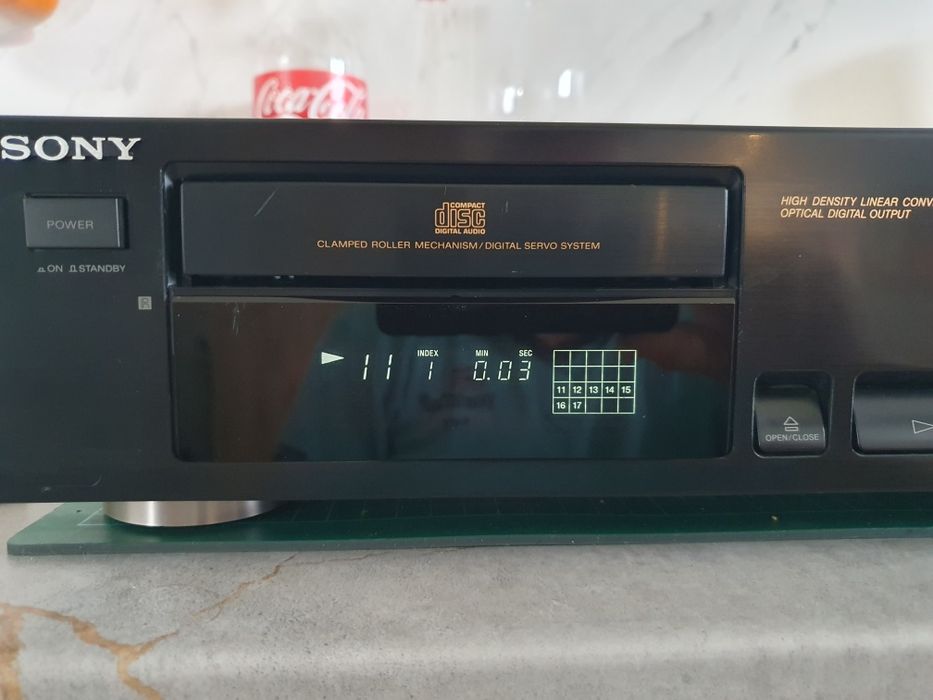 Coca-Cola
SONY
POWER
ON STANDBY
COMPACT
disc
DIGITAL AUDIO
CLAMPED ROLLER MECHANISM/DIGITAL SERVO SYSTEM
HIGH DENSITY LINEAR CONV
OPTICAL DIGITAL OUTPUT
R
INDEX MIN SEC
11 1 0.03
11 12 13 14 15
16 17
OPEN/CLOSE